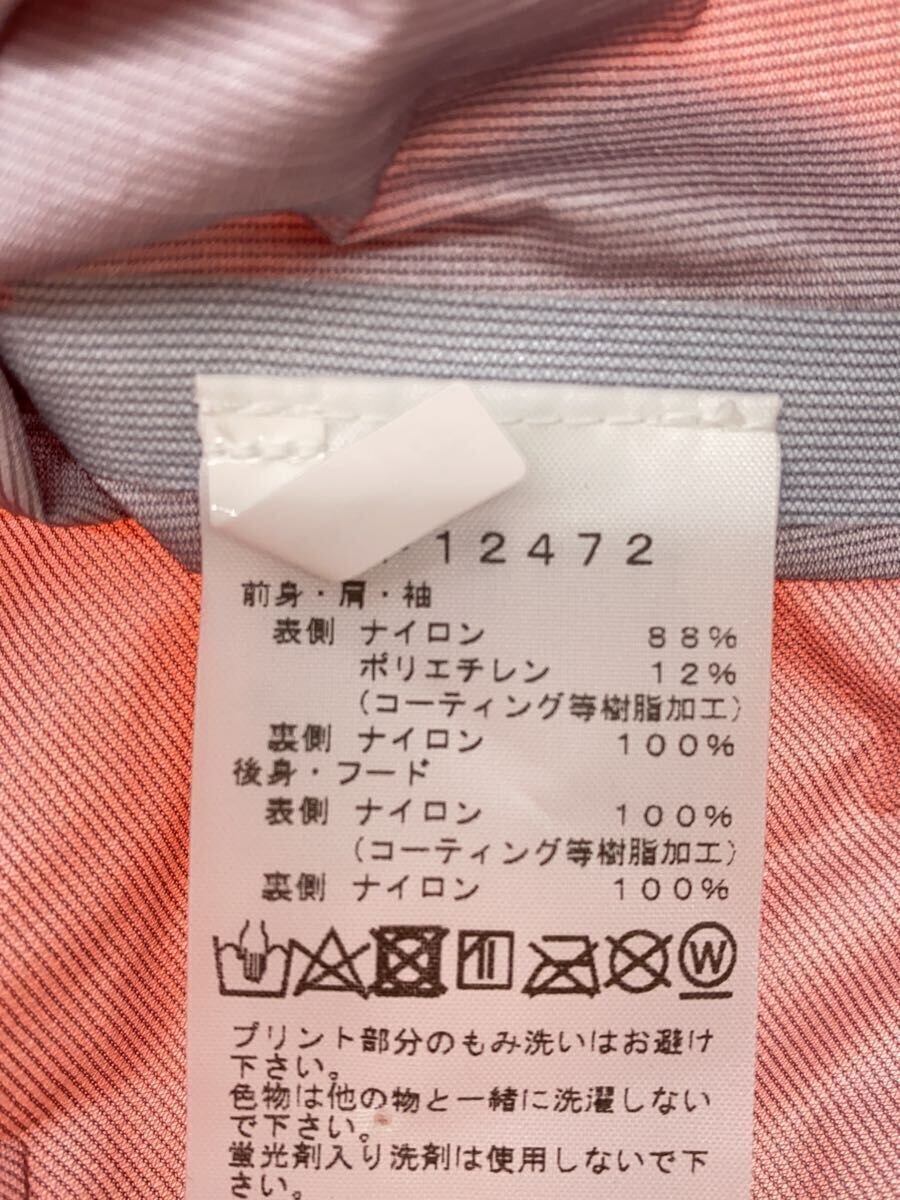 12472
前身・肩・袖
表側 ナイロン 88%
ポリエチレン 12%
(コーティング等樹脂加工)
裏側 ナイロン 100%
後身・フード
表側 ナイロン 100%
(コーティング等樹脂加工)
裏側 ナイロン 100%
W
プリント部分のもみ洗いはお避け
下さい。
色物は他の物と一緒に洗濯しない
で下さい。
蛍光剤入り洗剤は使用しないで下
さい。